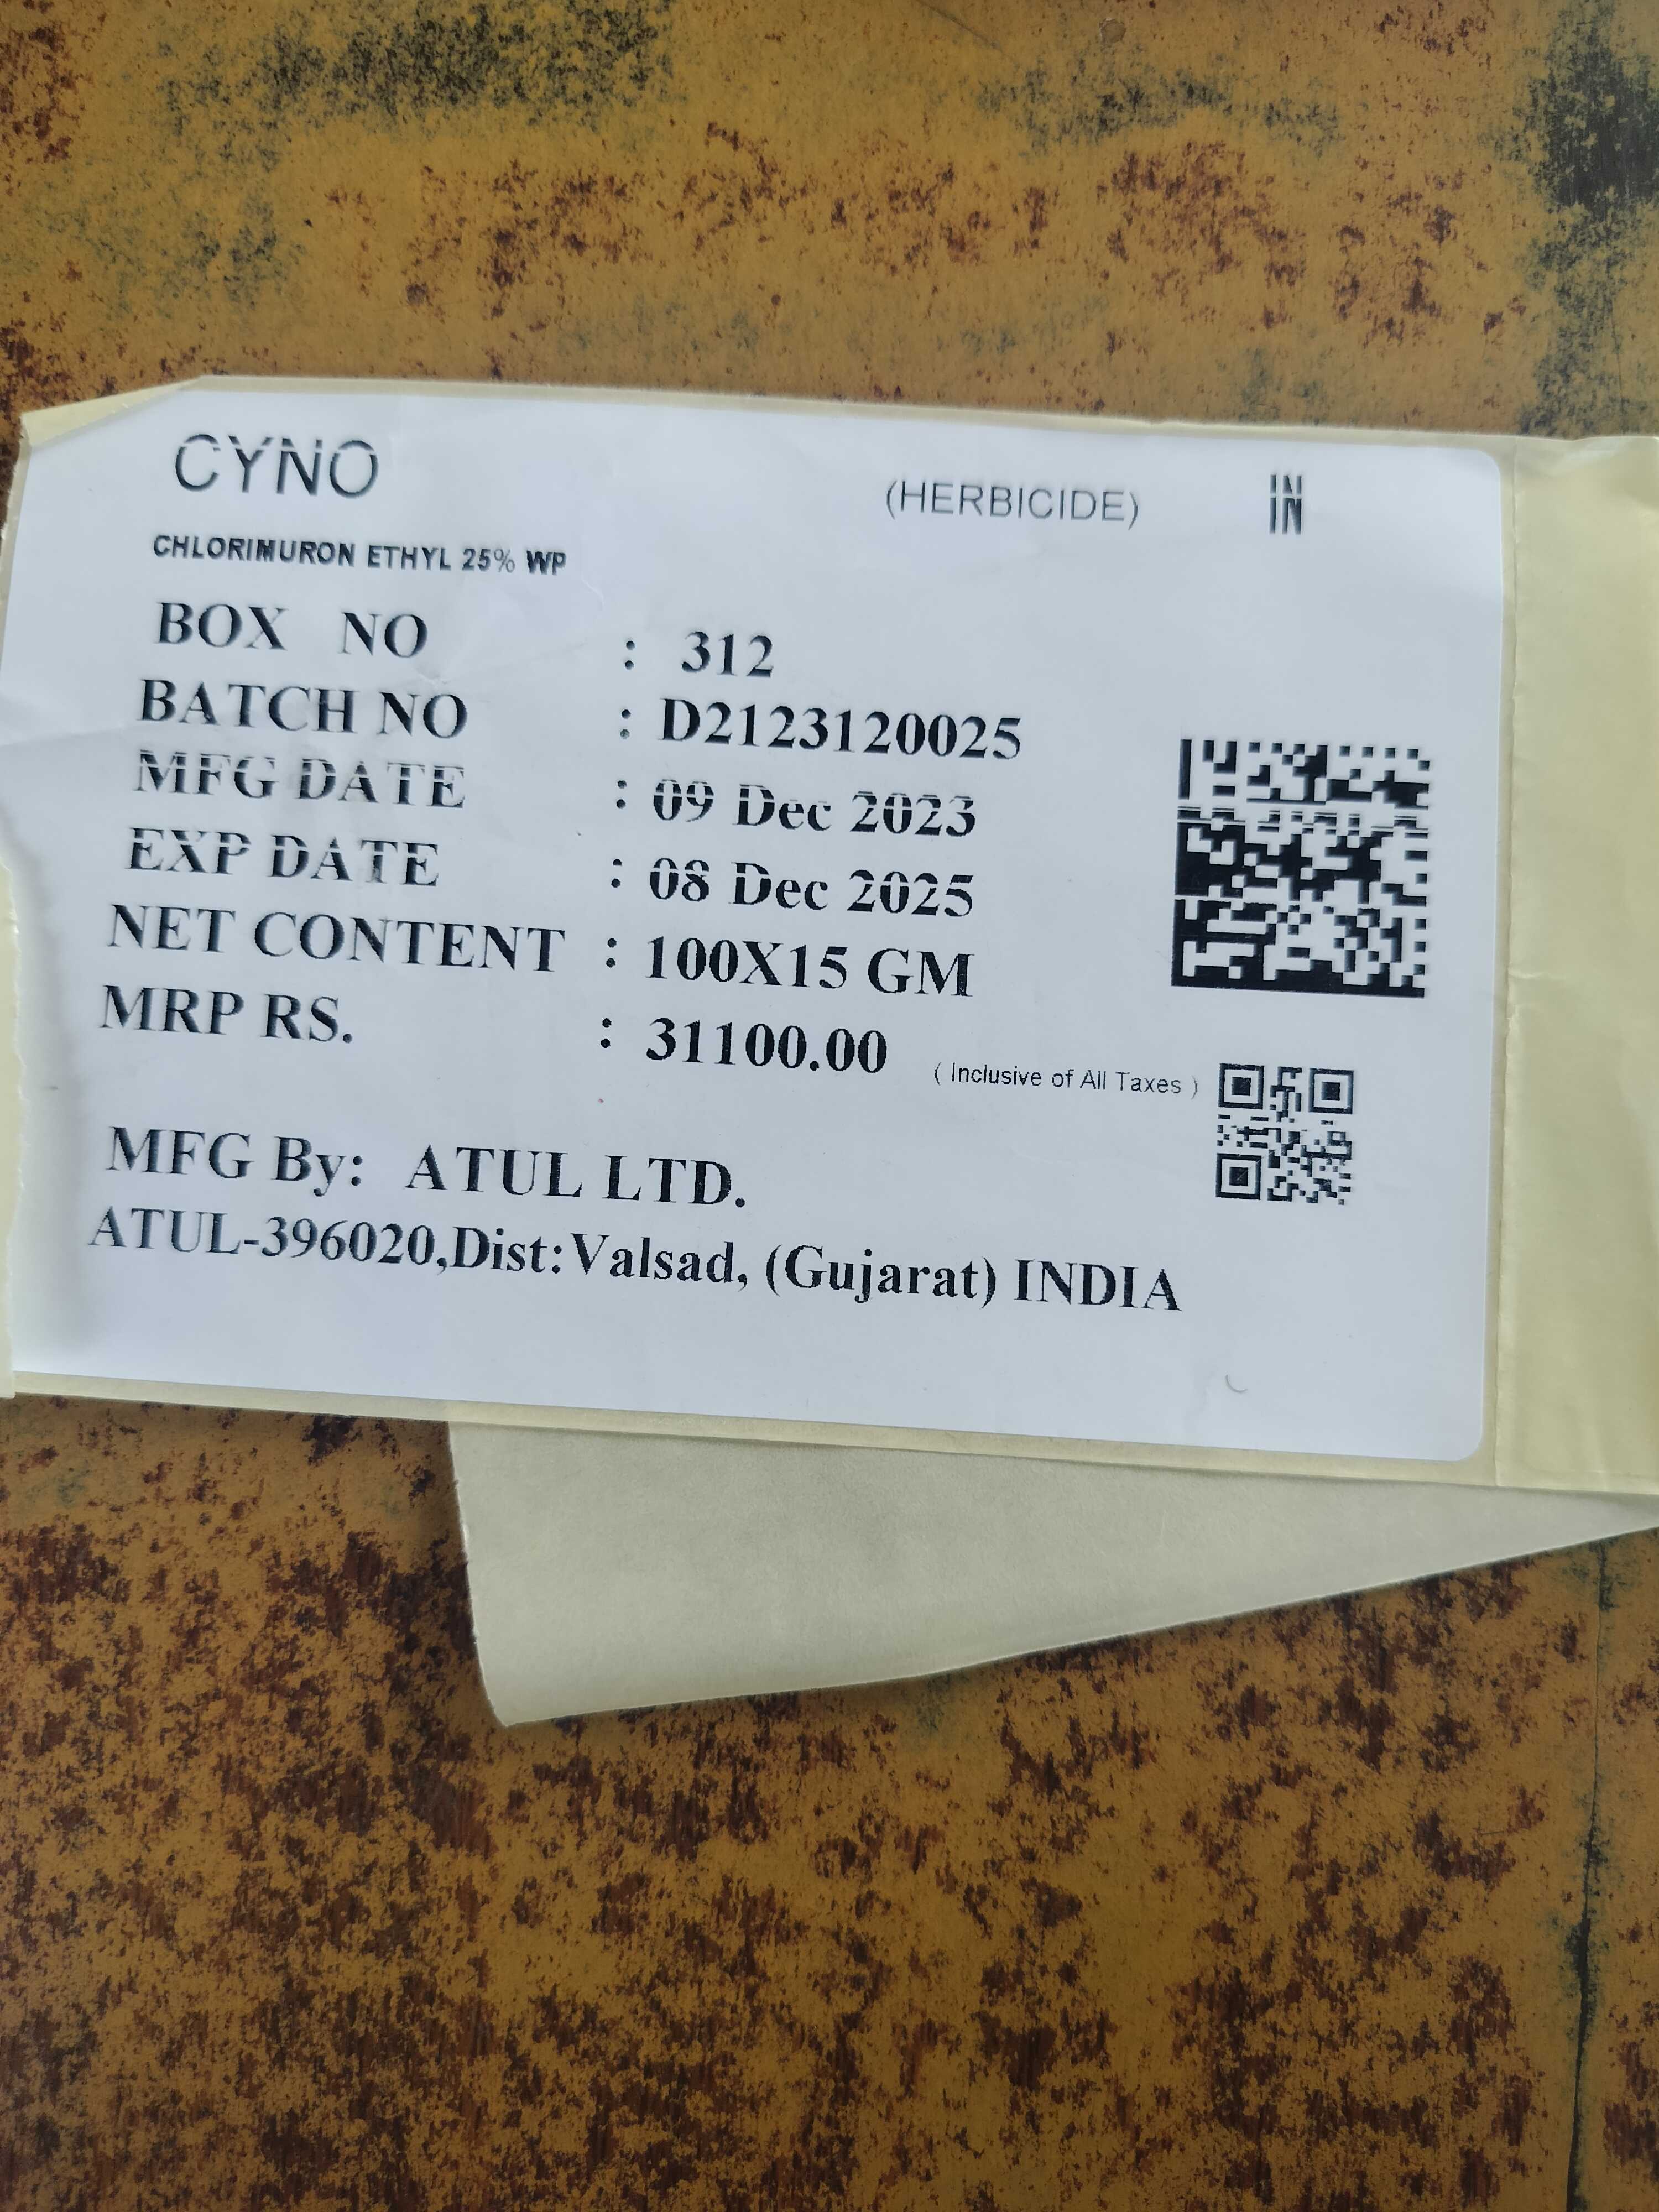 CYNO (HERBICIDE) IN
CHLORIMURON ETHYL 25% WP
BOX NO : 312
BATCH NO : D2123120025
MFG DATE : 09 Dec 2023
EXP DATE : 08 Dec 2025
NET CONTENT : 100X15 GM
MRP RS. : 31100.00 ( Inclusive of All Taxes )
MFG By: ATUL LTD.
ATUL-396020,Dist:Valsad, (Gujarat) INDIA